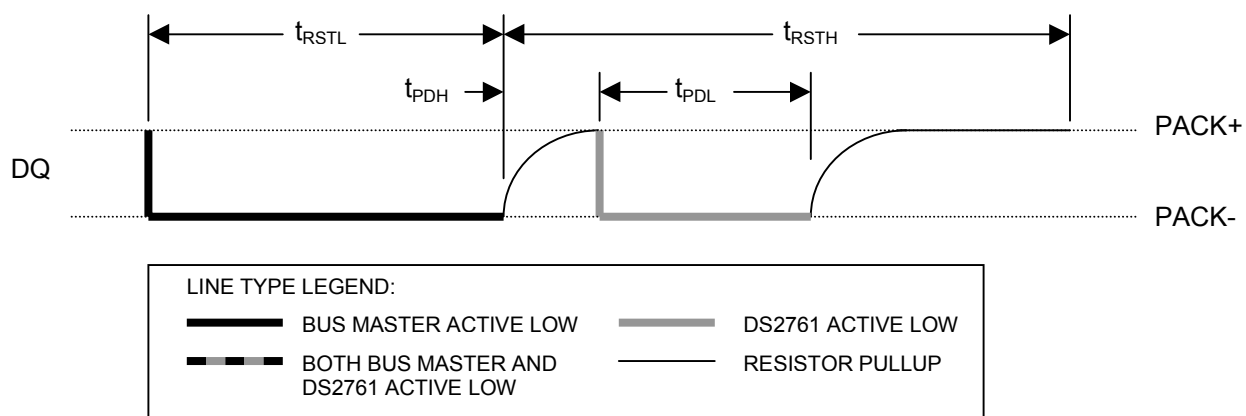 tRSTL
tRSTH
tPDH
tPDL
PACK+
DQ
PACK-
LINE TYPE LEGEND:
BUS MASTER ACTIVE LOW
DS2761 ACTIVE LOW
BOTH BUS MASTER AND
DS2761 ACTIVE LOW
RESISTOR PULLUP